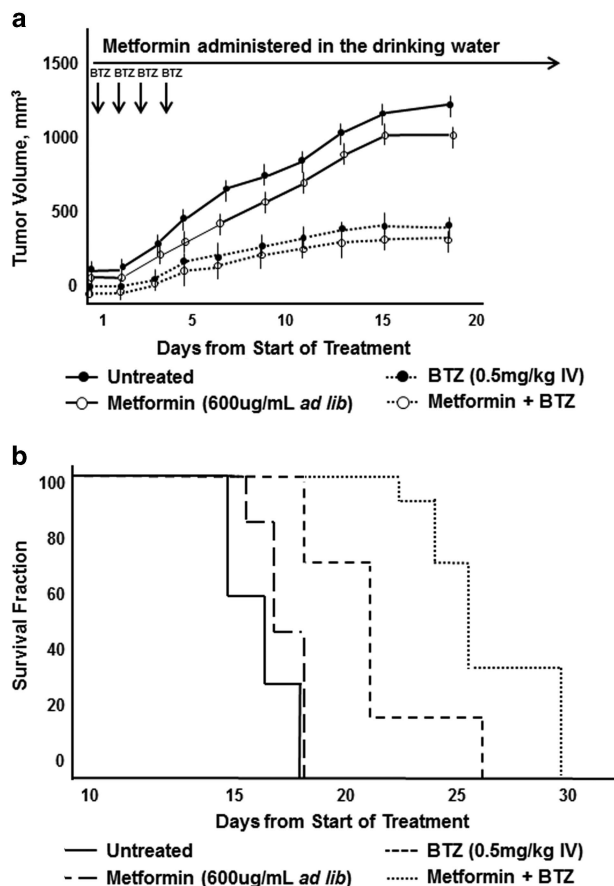 a
Metformin administered in the drinking water
BTZ BTZ BTZ BTZ
Tumor Volume, mm³
1500
1000
500
0
1 5 10 15 20
Days from Start of Treatment
Untreated
BTZ (0.5mg/kg IV)
Metformin (600ug/mL ad lib)
Metformin + BTZ
b
Survival Fraction
100
80
60
40
20
0
10 15 20 25 30
Days from Start of Treatment
Untreated
BTZ (0.5mg/kg IV)
Metformin (600ug/mL ad lib)
Metformin + BTZ